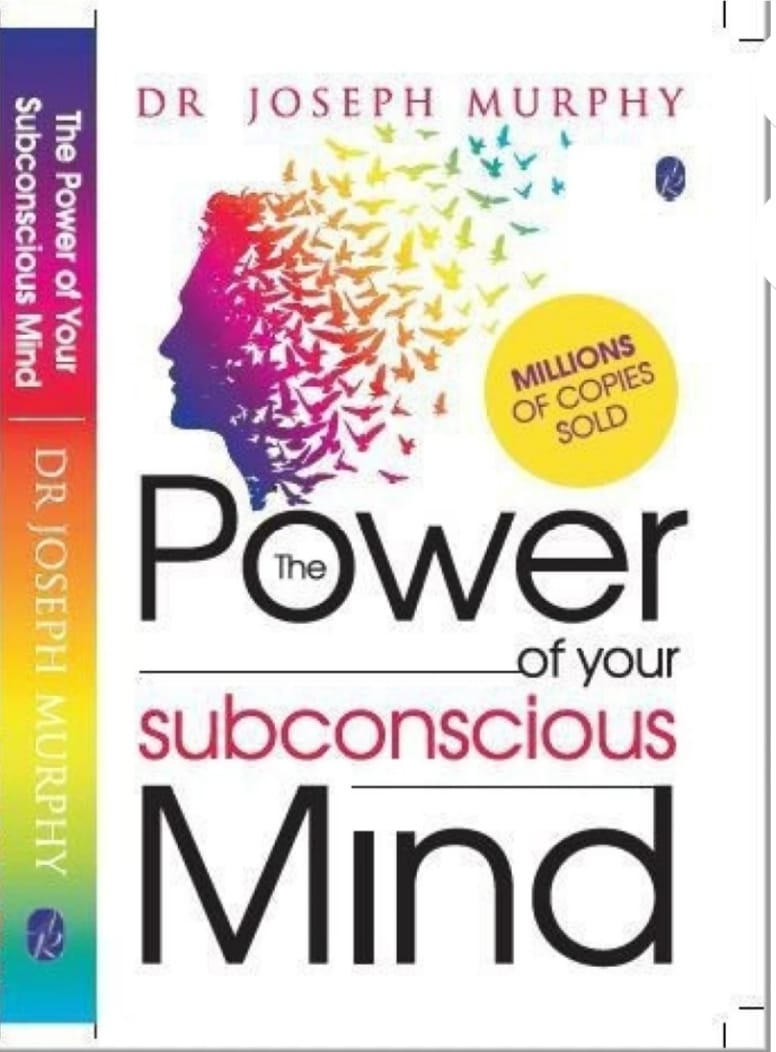 The Power of Your
Subconscious Mind
DR JOSEPH MURPHY
DR JOSEPH MURPHY
MILLIONS
OF COPIES
SOLD
The
Power
of your
subconscious
Mind